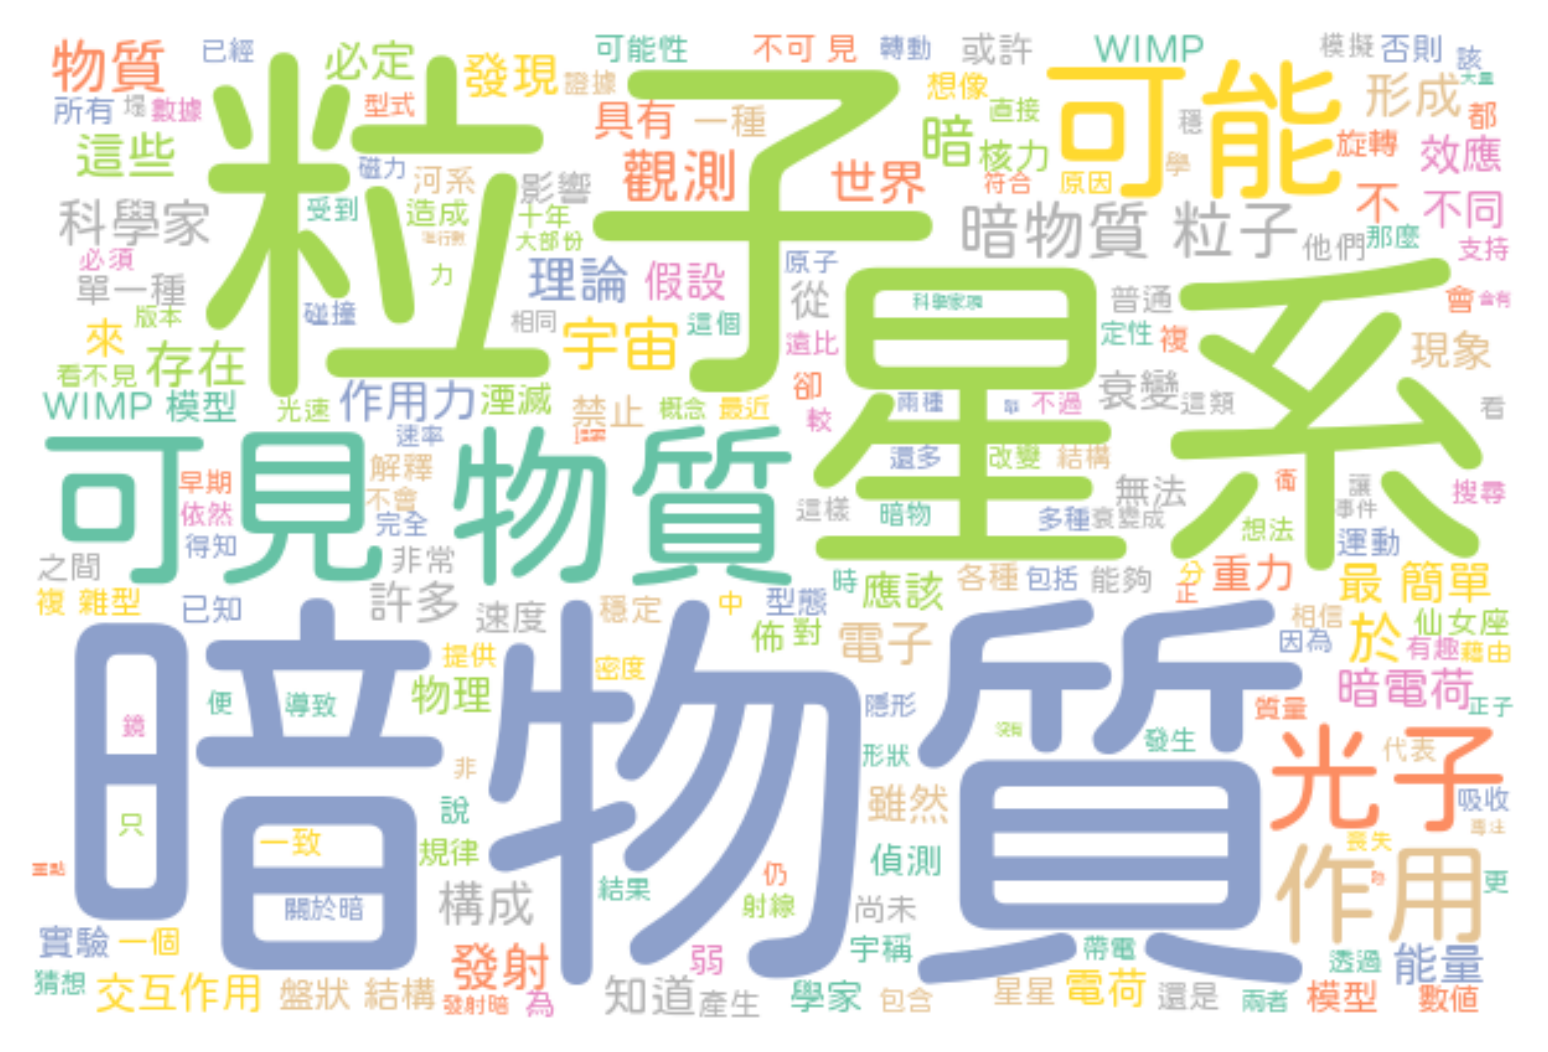 物質 已經 必定 發現 可能性 不可 見 轉動 或許 WIMP 模擬 否則 該
所有 數據 型式 證據 具有 一種 想像 直接 可能 形成 大量 都
粒子
這些 磁力 河系 影響 觀測 世界 暗 核力 符合 原因 學 穩 旋轉 效應
科學家 受到 造成 十年 大部份 暗物質 粒子 他們 那麼 不 不同 支持
必須 單一種 力 理論 假設 原子 從 普通 會 含有
來 版本 碰撞 相同 宇宙 這個 遠比 科學家現 定性 複 現象
星系
看不見 存在 作用力 湮滅 禁止 概念 最近 卻 較 兩種 不過 衰變 這類 看
WIMP 模型 光速 速率
可見 物質
早期 解釋 不會 還多 改變 結構 無法 衛 讓 搜尋
依然 完全 這樣 暗物 多種 衰變成 想法 事件
得知 非常 運動
之間 許多 時 應該 各種 包括 能夠 分 重力 最 簡單
複 雜型 已知 速度 穩定 中 型態 正 相信 仙女座
暗物質
提供 密度 佈 對 電子 因為 於 有趣 藉由
便 導致 物理 隱形 質量 暗電荷 正子
鏡 形狀 沒有 發生 光子 代表
非 說 雖然 吸收 專注
只 一致 規律 偵測 喪失
重點 結果 仍 作用 更
關於暗 構成 射線 尚未
實驗 一個 發射 弱 宇稱 帶電 透過 能量
猜想 交互作用 盤狀 結構 發射暗 為 知道 產生 學家 包含 星星 電荷 還是 兩者 模型 數值